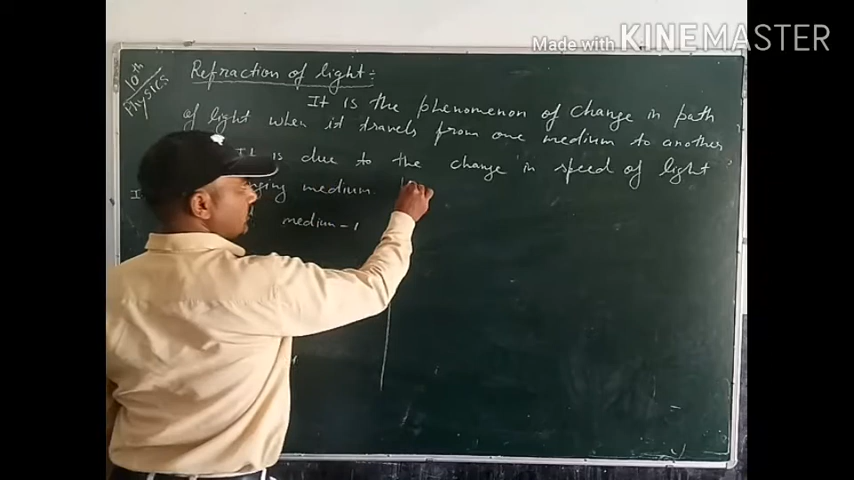 Made with KINEMASTER
10th
Physics
Refraction of light :
It is the phenomenon of change in path
of light when it travels from one medium to another
It is due to the change in speed of light
medium.
medium - 1